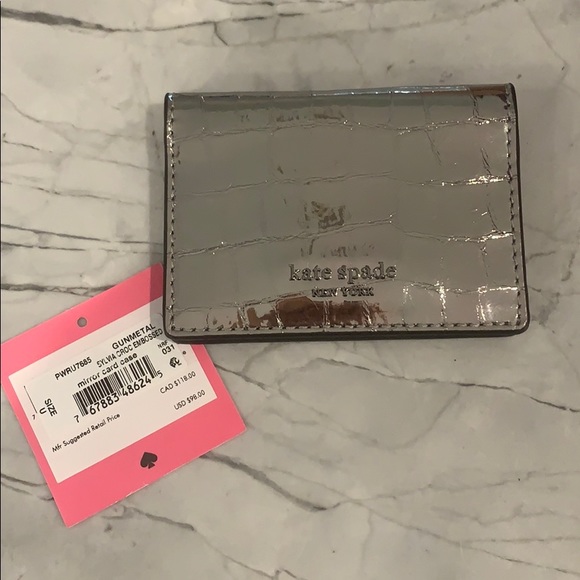 kate spade
NEW YORK
PWRU7685
GUNMETAL
SYLVIA CROC EMBOSSED
mirror card case
031
SIZE
U
7 67883 48624 5
CAD $118.00
USD $98.00
Mfr Suggested Retail Price